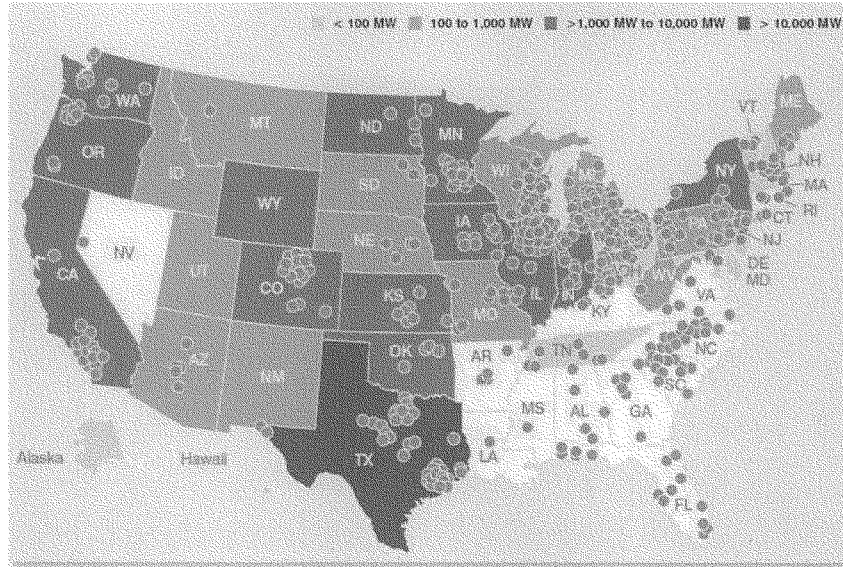 < 100 MW 100 to 1,000 MW >1,000 MW to 10,000 MW > 10,000 MW
WA
MT
ND
MN
VT
ME
OR
ID
SD
WI
NY
NH
MA
WY
RI
CT
NE
IA
PA
NJ
NV
UT
CO
IL
IN
OH
DE
MD
CA
KS
MO
WV
KY
VA
AZ
NM
OK
AR
TN
NC
SC
MS
AL
GA
TX
LA
Alaska
Hawaii
FL